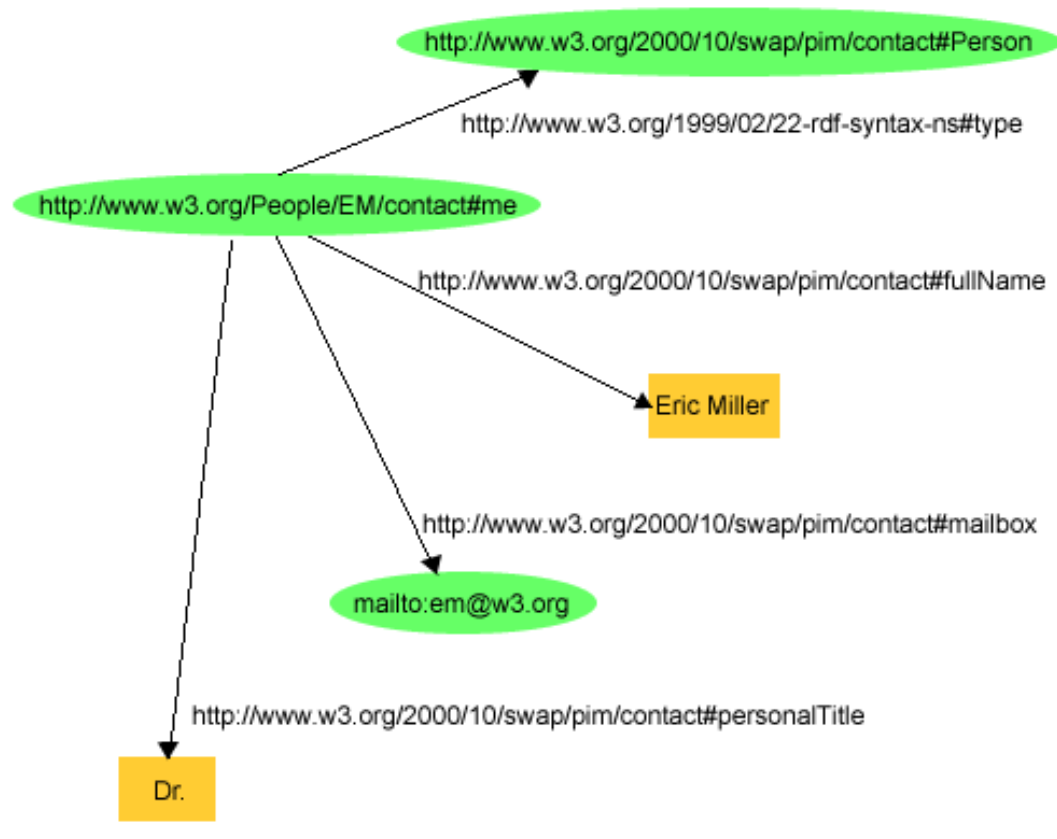 http://www.w3.org/2000/10/swap/pim/contact#Person
http://www.w3.org/1999/02/22-rdf-syntax-ns#type
http://www.w3.org/People/EM/contact#me
http://www.w3.org/2000/10/swap/pim/contact#fullName
Eric Miller
http://www.w3.org/2000/10/swap/pim/contact#mailbox
mailto:em@w3.org
http://www.w3.org/2000/10/swap/pim/contact#personalTitle
Dr.